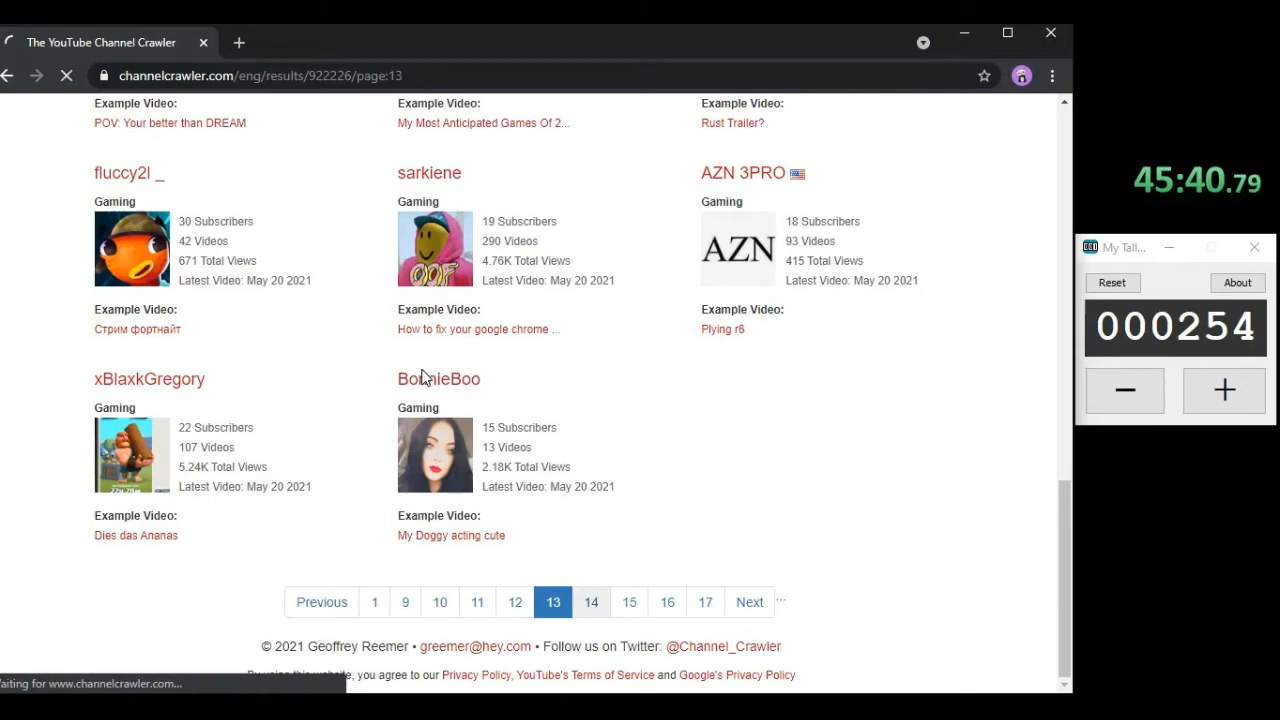 The YouTube Channel Crawler
channelcrawler.com/eng/results/922226/page:13
Example Video:
POV: Your better than DREAM
Example Video:
My Most Anticipated Games Of 2...
Example Video:
Rust Trailer?
fluccy2l _
Gaming
30 Subscribers
42 Videos
671 Total Views
Latest Video: May 20 2021
Example Video:
Стрим фортнайт
sarkiene
Gaming
OOF
19 Subscribers
290 Videos
4.76K Total Views
Latest Video: May 20 2021
Example Video:
How to fix your google chrome ...
AZN 3PRO
Gaming
AZN
18 Subscribers
93 Videos
415 Total Views
Latest Video: May 20 2021
Example Video:
Plying r6
xBlaxkGregory
Gaming
22 Subscribers
107 Videos
5.24K Total Views
Latest Video: May 20 2021
Example Video:
Dies das Ananas
BonnieBoo
Gaming
15 Subscribers
13 Videos
2.18K Total Views
Latest Video: May 20 2021
Example Video:
My Doggy acting cute
Previous 1 9 10 11 12 13 14 15 16 17 Next ...
© 2021 Geoffrey Reemer • greemer@hey.com • Follow us on Twitter: @Channel_Crawler
By using this website, you agree to our Privacy Policy, YouTube's Terms of Service and Google's Privacy Policy
aiting for www.channelcrawler.com...
45:40.79
My Tall...
Reset
About
000254
− +